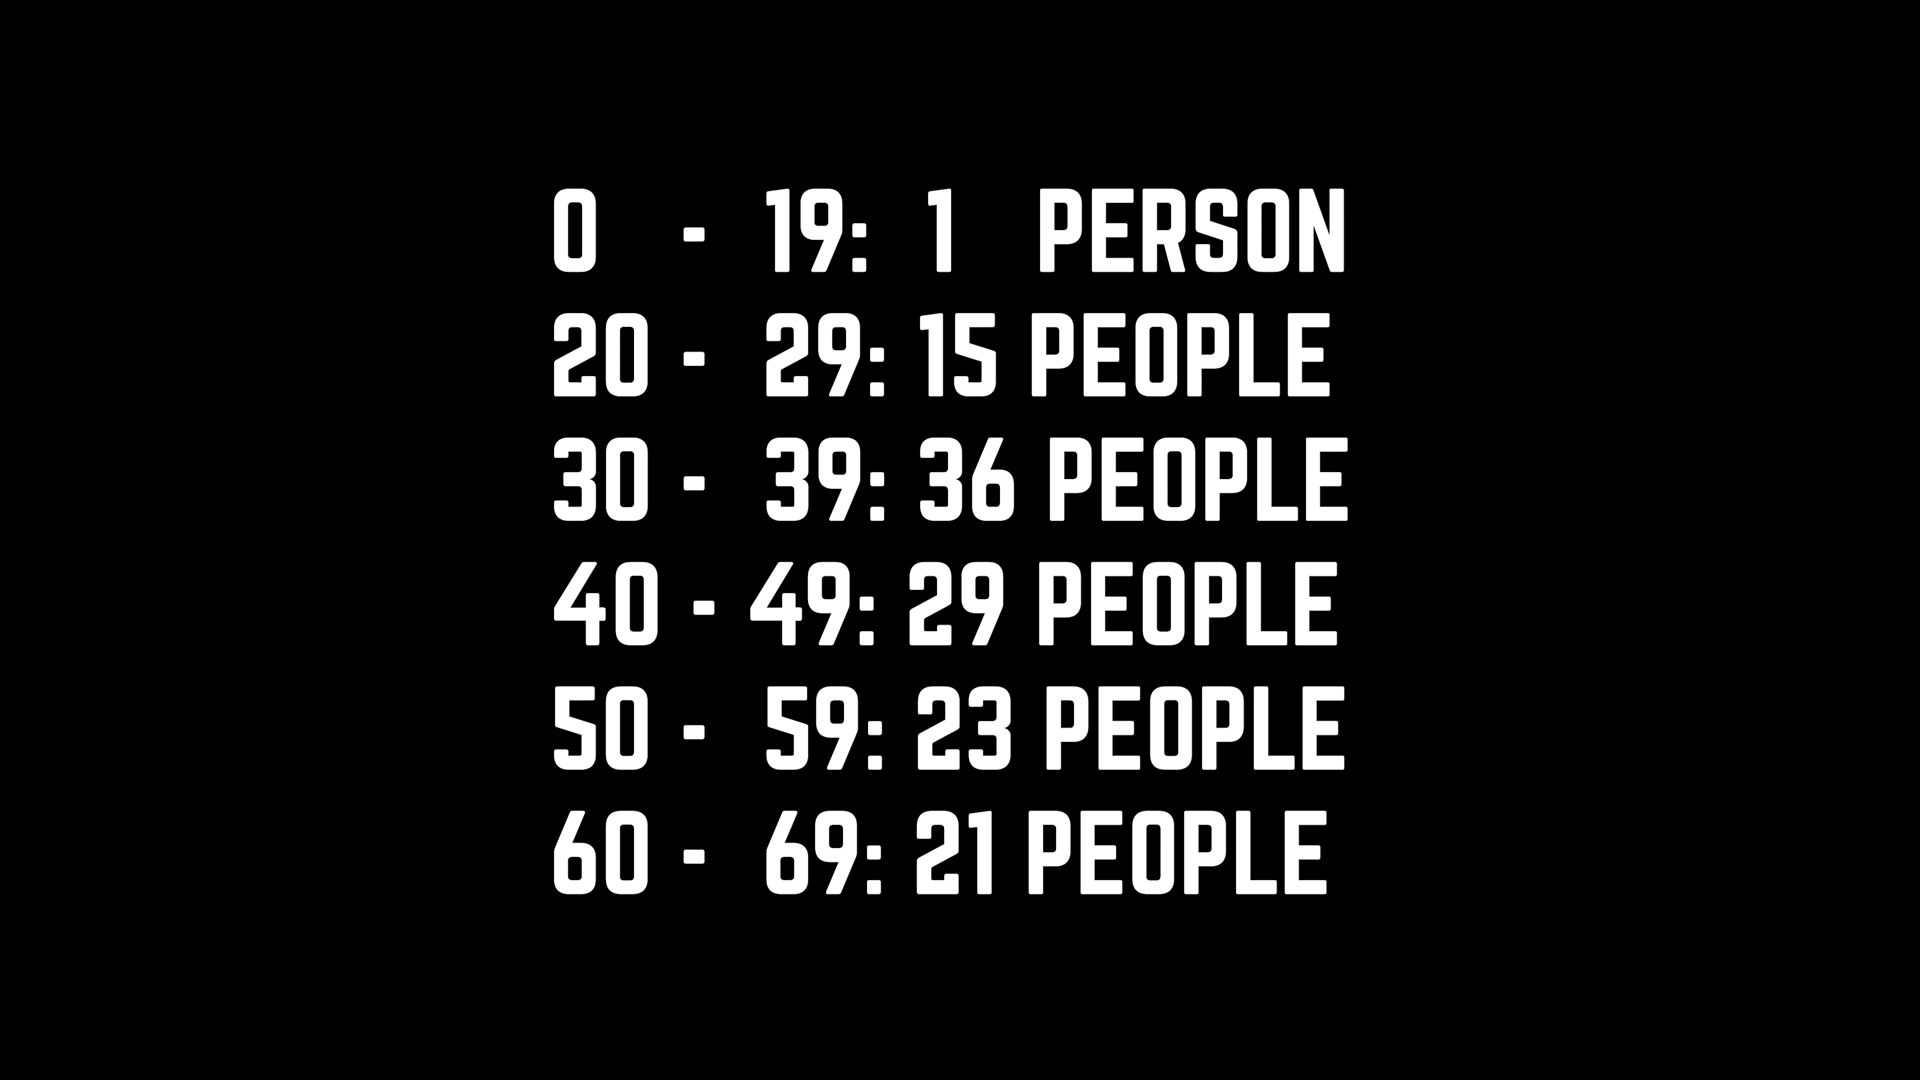 0 - 19: 1 PERSON
20 - 29: 15 PEOPLE
30 - 39: 36 PEOPLE
40 - 49: 29 PEOPLE
50 - 59: 23 PEOPLE
60 - 69: 21 PEOPLE